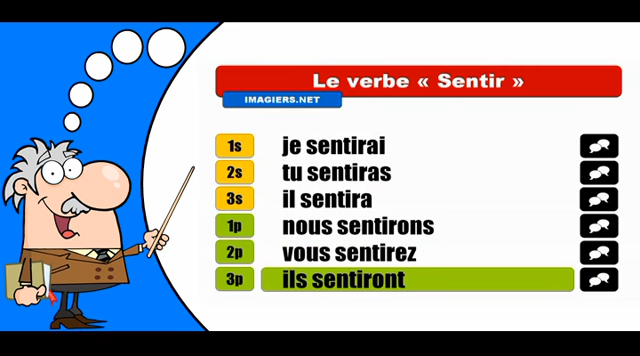 Le verbe « Sentir »
IMAGIERS.NET
1s je sentirai
2s tu sentiras
3s il sentira
1p nous sentirons
2p vous sentirez
3p ils sentiront